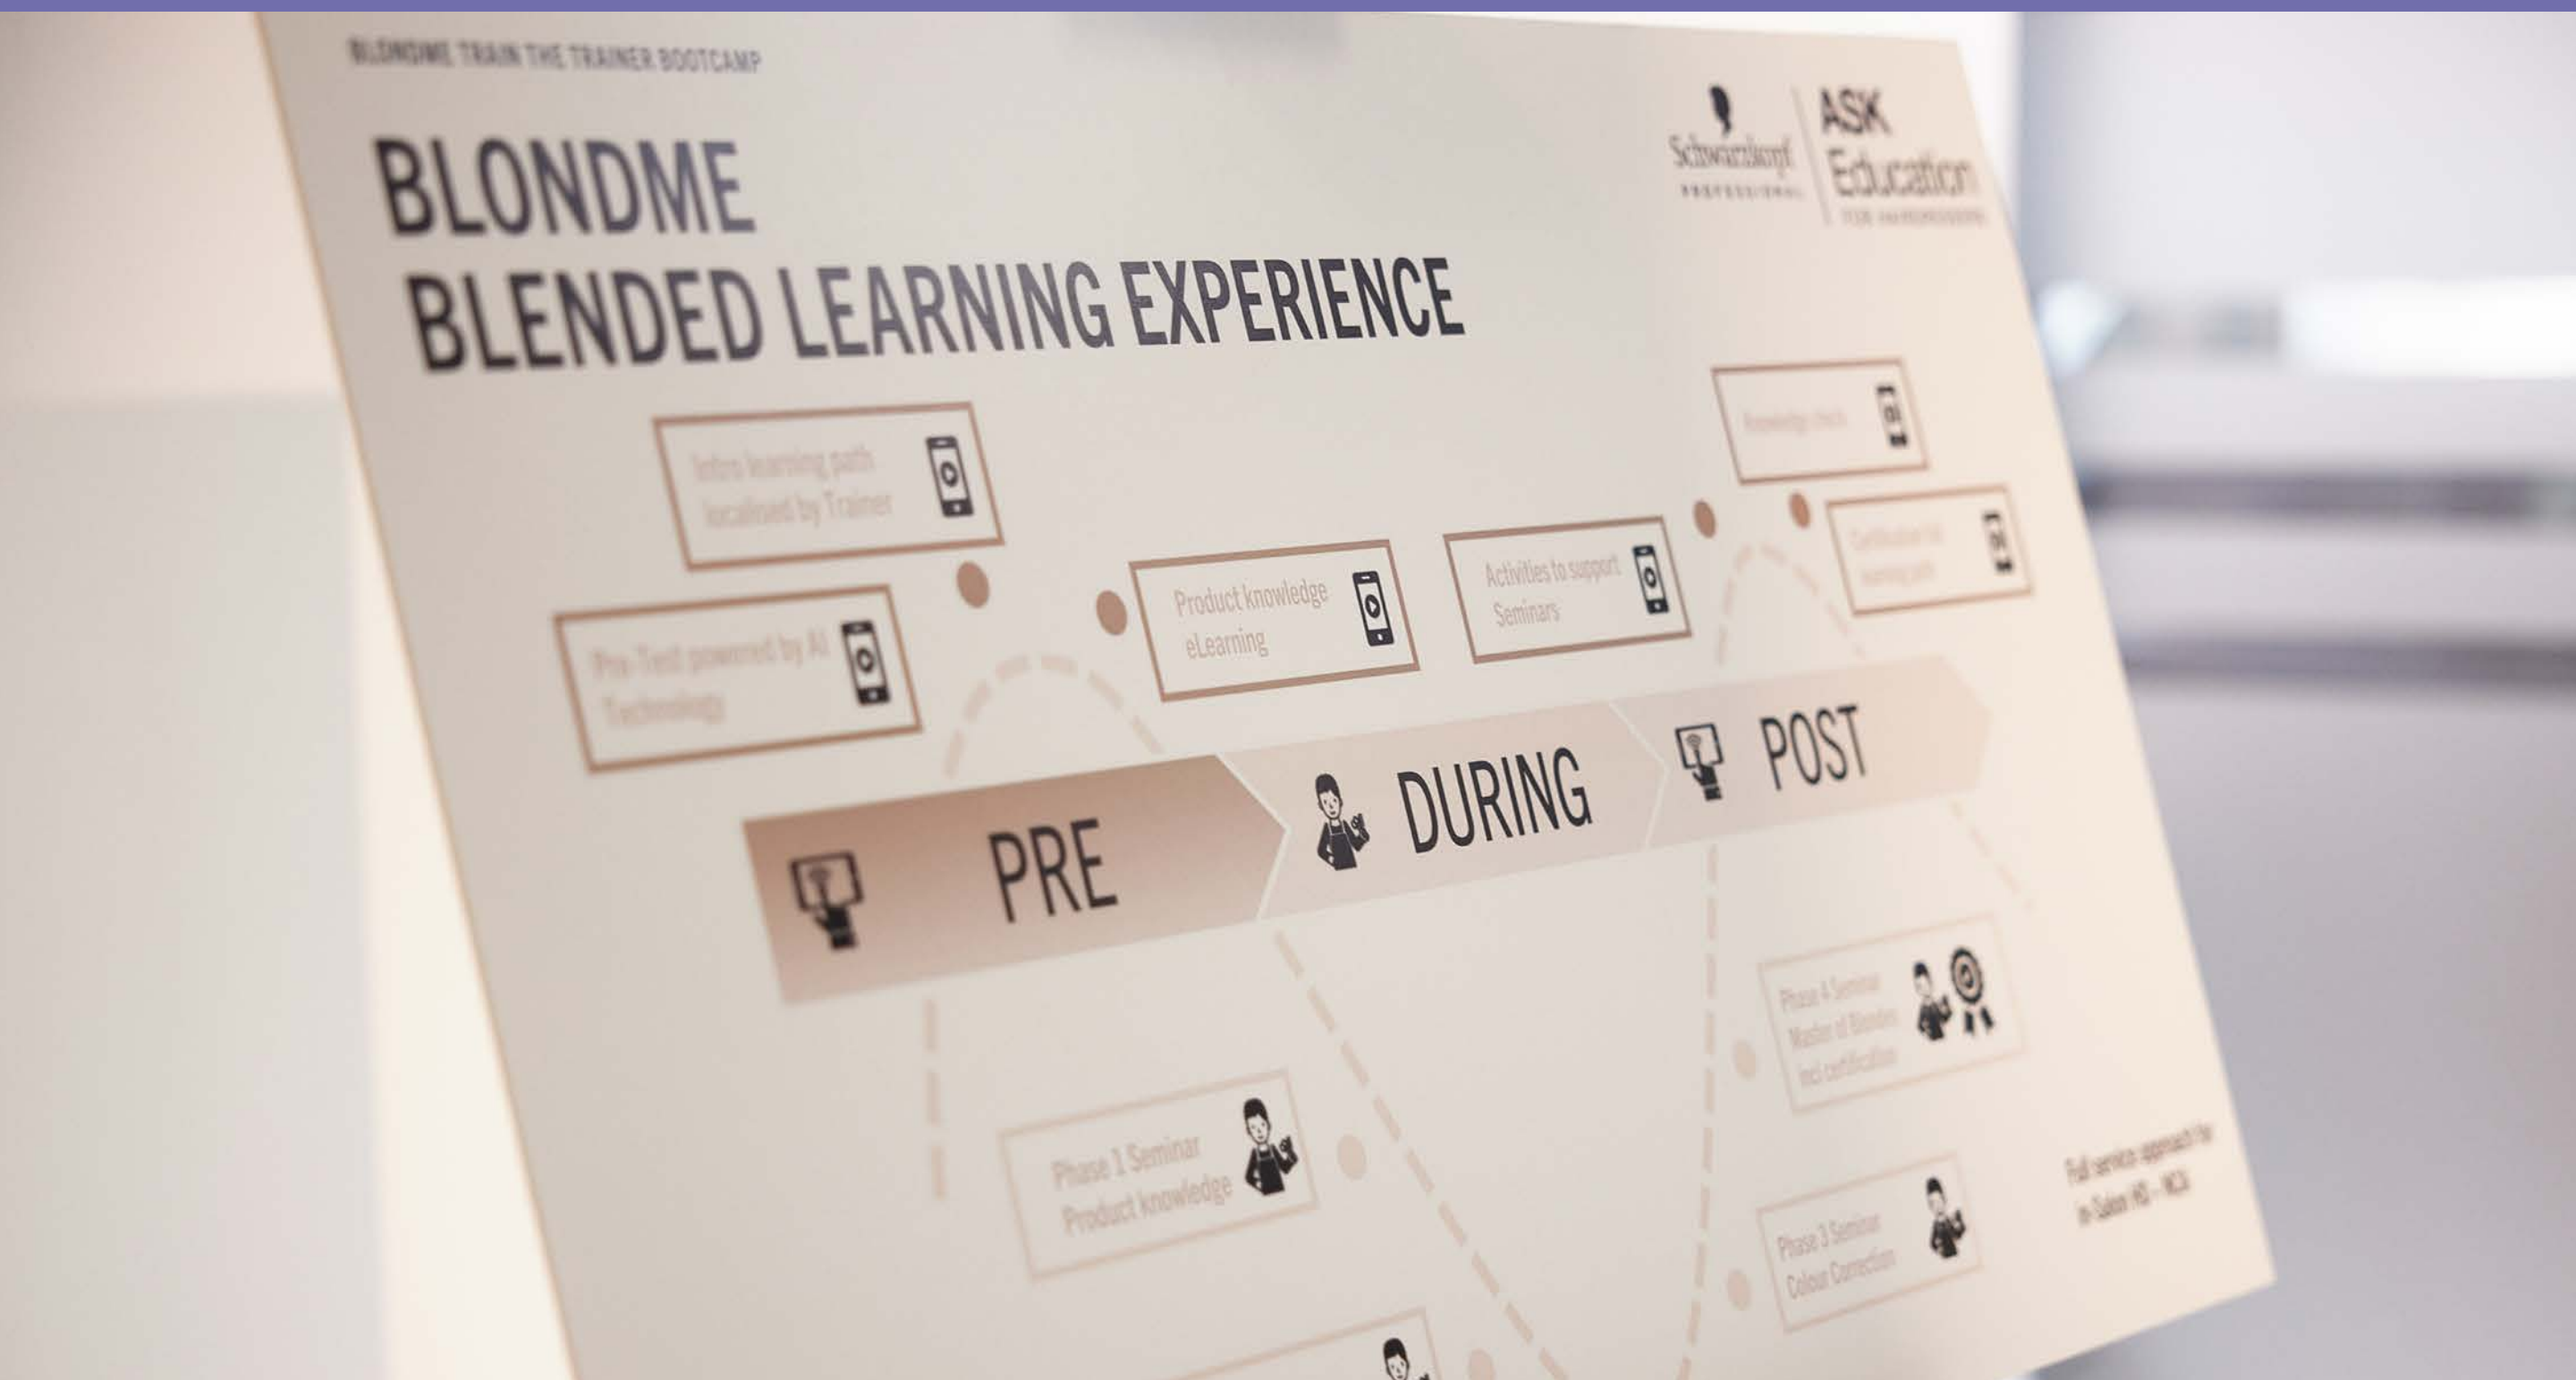 BLONDME TRAIN THE TRAINER BOOTCAMP
BLONDME
BLENDED LEARNING EXPERIENCE
Schwarzkopf
PROFESSIONAL
ASK
Education
FOR HAIRDRESSERS
Intro learning path
localised by Trainer
Pre-Test powered by AI
Technology
Product knowledge
eLearning
Activities to support
Seminars
Knowledge check
learning path
PRE
DURING
POST
Phase 1 Seminar
Product knowledge
Phase 4 Seminar
Master of Blondes
incl certification
Phase 3 Seminar
Colour Correction
Full service approach for